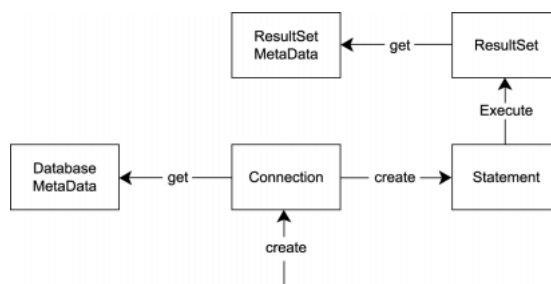 ResultSet
MetaData
get
ResultSet
Execute
Database
MetaData
get
Connection
create
Statement
create